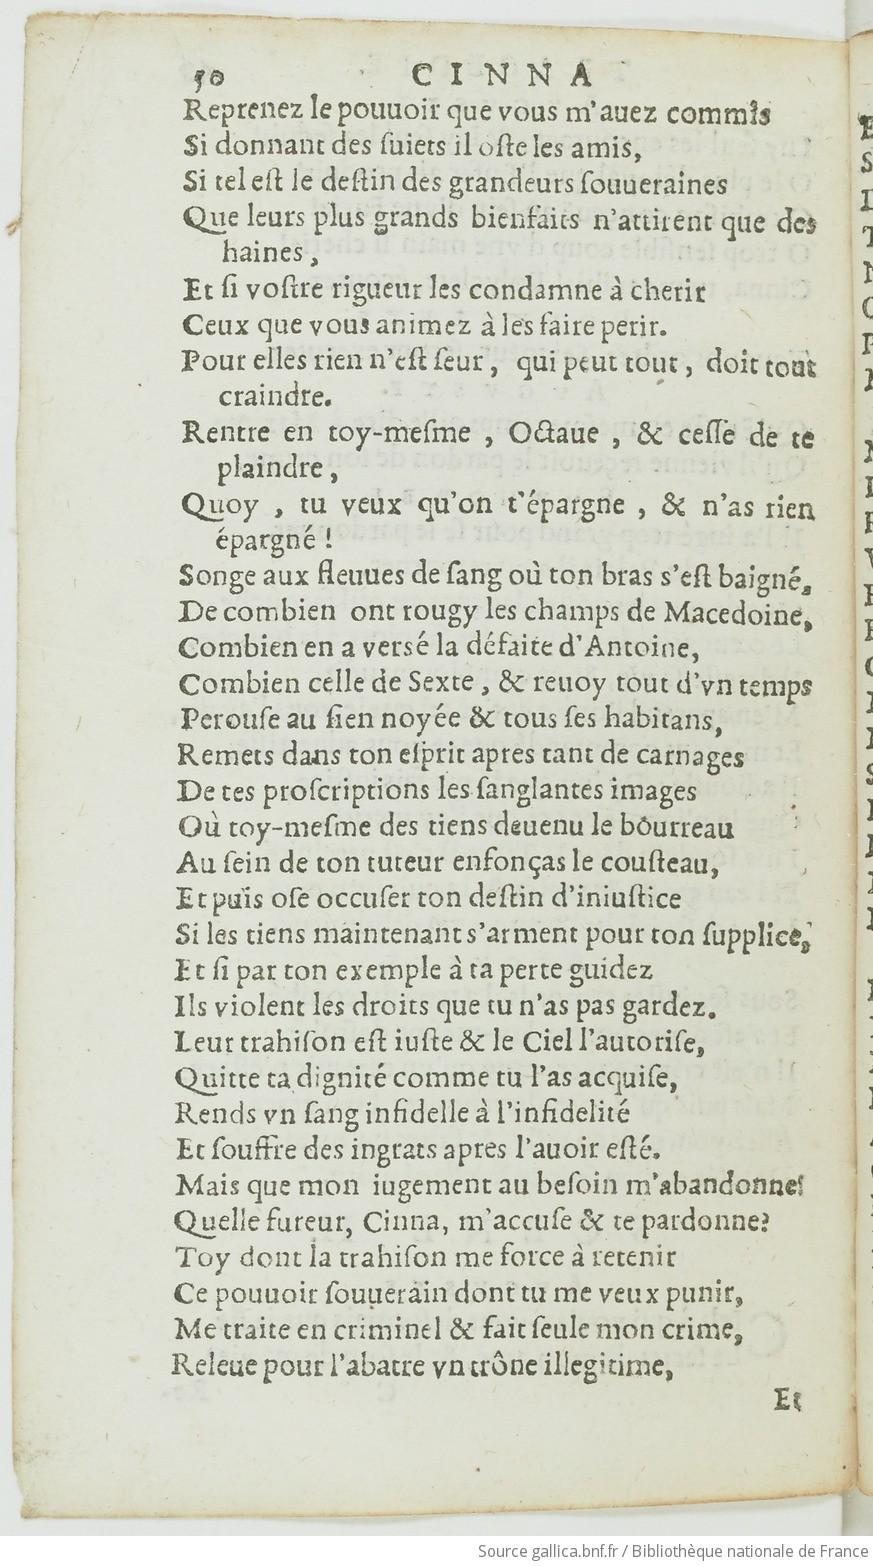 50 CINNA
Reprenez le pouuoir que vous m'auez commis
Si donnant des ſuiets il oſte les amis,
Si tel eſt le deſtin des grandeurs ſouueraines
Que leurs plus grands bienfaits n'attirent que des
haines,
Et ſi voſtre rigueur les condamne à cherir
Ceux que vous animez à les faire perir.
Pour elles rien n'eſt ſeur, qui peut tout, doit tout
craindre.
Rentre en toy-meſme, Octaue, & ceſſe de te
plaindre,
Quoy, tu veux qu'on t'épargne, & n'as rien
épargné !
Songe aux fleuues de ſang où ton bras s'eſt baigné,
De combien ont rougy les champs de Macedoine,
Combien en a versé la défaite d'Antoine,
Combien celle de Sexte, & reuoy tout d'vn temps
Perouſe au ſien noyée & tous ſes habitans,
Remets dans ton eſprit apres tant de carnages
De tes proſcriptions les ſanglantes images
Où toy-meſme des tiens deuenu le bourreau
Au ſein de ton tuteur enfonças le couſteau,
Et puis oſe occuſer ton deſtin d'iniuſtice
Si les tiens maintenant s'arment pour ton ſupplice,
Et ſi par ton exemple à ta perte guidez
Ils violent les droits que tu n'as pas gardez.
Leur trahiſon eſt iuſte & le Ciel l'autoriſe,
Quitte ta dignité comme tu l'as acquiſe,
Rends vn ſang infidelle à l'infidelité
Et ſouffre des ingrats apres l'auoir eſté.
Mais que mon iugement au beſoin m'abandonne!
Quelle fureur, Cinna, m'accuſe & te pardonne?
Toy dont la trahiſon me force à retenir
Ce pouuoir ſouuerain dont tu me veux punir,
Me traite en criminel & fait ſeule mon crime,
Releue pour l'abatre vn trône illegitime,
Et
Source gallica.bnf.fr / Bibliothèque nationale de France